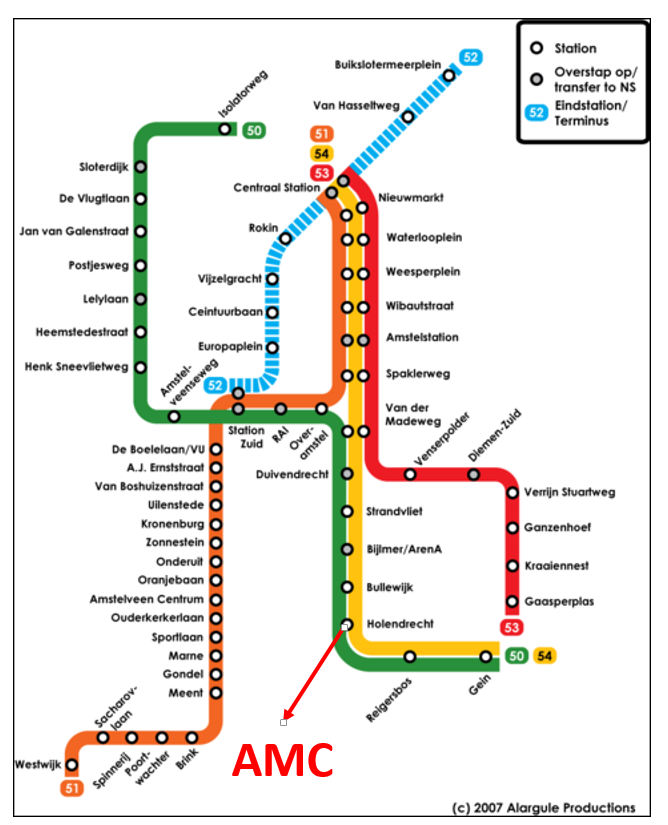 Station
Overstap op/
transfer to NS
52
Eindstation/
Terminus
52
Buikslotermeerplein
Van Hasseltweg
Isolatorweg
50
51
54
53
Centraal Station
Sloterdijk
De Vlugtlaan
Jan van Galenstraat
Postjesweg
Lelylaan
Heemstedestraat
Henk Sneevlietweg
Amstel-
veenseweg
Rokin
Vijzelgracht
Ceintuurbaan
Europaplein
52
Station
Zuid
RAI
Over-
amstel
Nieuwmarkt
Waterlooplein
Weesperplein
Wibautstraat
Amstelstation
Spaklerweg
Van der
Madeweg
Venserpolder
Diemen-Zuid
Verrijn Stuartweg
Ganzenhoef
Kraaiennest
Gaasperplas
53
Duivendrecht
Strandvliet
Bijlmer/ArenA
Bullewijk
Holendrecht
Reigersbos
Gein
50
54
De Boelelaan/VU
A.J. Ernststraat
Van Boshuizenstraat
Uilenstede
Kronenburg
Zonnestein
Onderuit
Oranjebaan
Amstelveen Centrum
Ouderkerkerlaan
Sportlaan
Marne
Gondel
Meent
Sacharov-
laan
Spinnerij
Poort-
wachter
Brink
Westwijk
51
AMC
(c) 2007 Alargule Productions